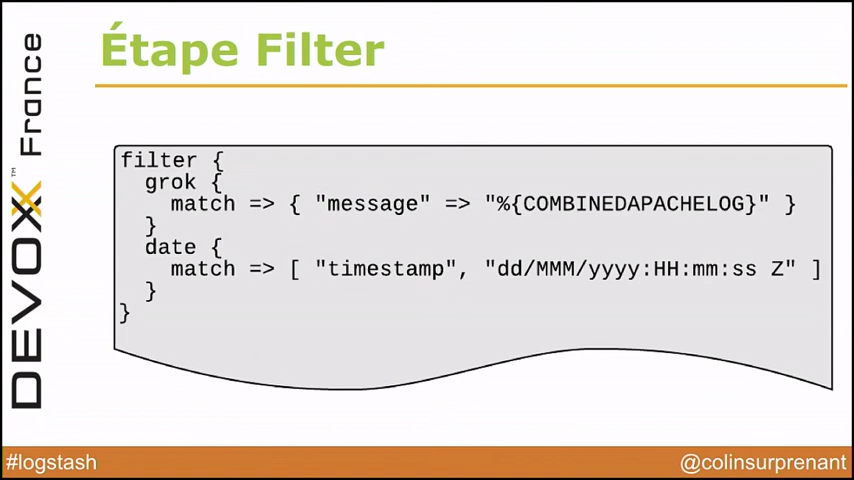 Étape Filter
DEVOXX™ France
filter {
  grok {
    match => { "message" => "%{COMBINEDAPACHELOG}" }
  }
  date {
    match => [ "timestamp", "dd/MMM/yyyy:HH:mm:ss Z" ]
  }
}
#logstash
@colinsurprenant